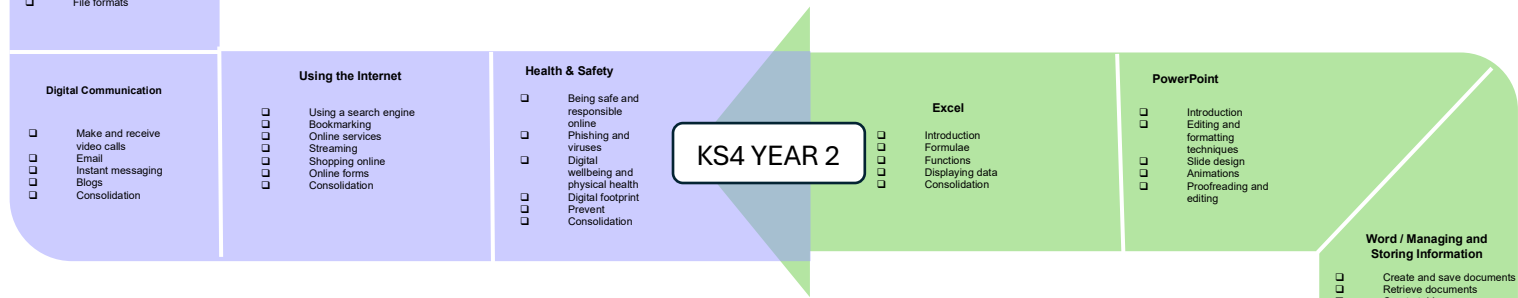 File formats
Digital Communication
❑ Make and receive
video calls
❑ Email
❑ Instant messaging
❑ Blogs
❑ Consolidation
Using the Internet
❑ Using a search engine
❑ Bookmarking
❑ Online services
❑ Streaming
❑ Shopping online
❑ Online forms
❑ Consolidation
Health & Safety
❑ Being safe and
responsible
online
❑ Phishing and
viruses
❑ Digital
wellbeing and
physical health
❑ Digital footprint
❑ Prevent
❑ Consolidation
KS4 YEAR 2
Excel
❑ Introduction
❑ Formulae
❑ Functions
❑ Displaying data
❑ Consolidation
PowerPoint
❑ Introduction
❑ Editing and
formatting
techniques
❑ Slide design
❑ Animations
❑ Proofreading and
editing
Word / Managing and
Storing Information
❑ Create and save documents
❑ Retrieve documents